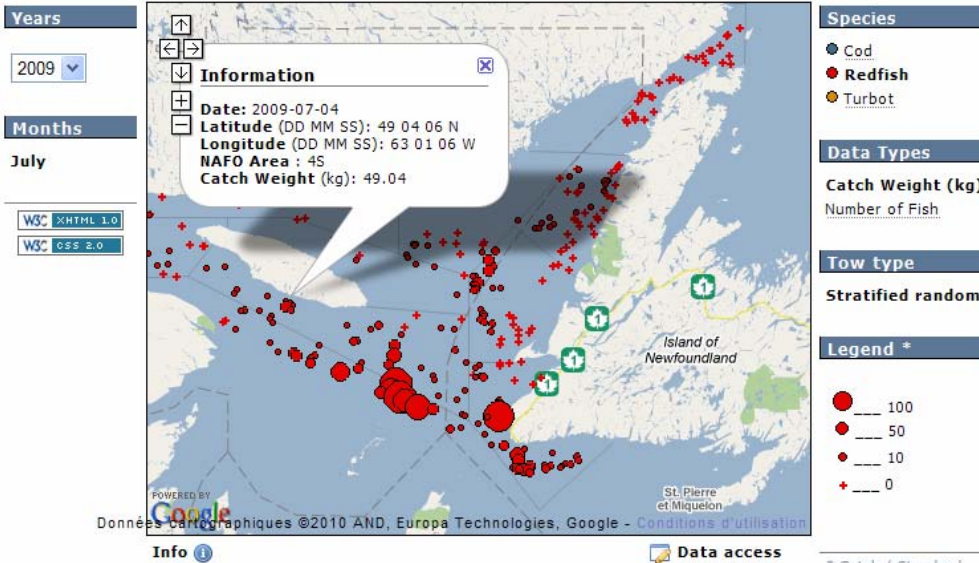 Years
2009
Months
July
W3C XHTML 1.0
W3C CSS 2.0
Information
Date: 2009-07-04
Latitude (DD MM SS): 49 04 06 N
Longitude (DD MM SS): 63 01 06 W
NAFO Area : 4S
Catch Weight (kg): 49.04
1
1
1
1
Island of
Newfoundland
St. Pierre
et Miquelon
POWERED BY
Google
Données cartographiques ©2010 AND, Europa Technologies, Google - Conditions d'utilisation
Info
Data access
Species
Cod
Redfish
Turbot
Data Types
Catch Weight (kg)
Number of Fish
Tow type
Stratified random
Legend *
___ 100
___ 50
___ 10
___ 0